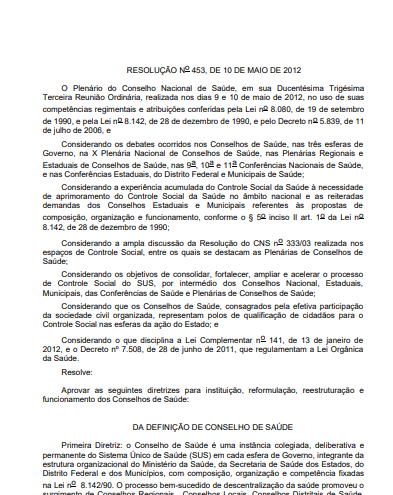 RESOLUÇÃO Nº 453, DE 10 DE MAIO DE 2012
O Plenário do Conselho Nacional de Saúde, em sua Ducentésima Trigésima
Terceira Reunião Ordinária, realizada nos dias 9 e 10 de maio de 2012, no uso de suas
competências regimentais e atribuições conferidas pela Lei nº 8.080, de 19 de setembro
de 1990, e pela Lei nº 8.142, de 28 de dezembro de 1990, e pelo Decreto nº 5.839, de 11
de julho de 2006, e
Considerando os debates ocorridos nos Conselhos de Saúde, nas três esferas de
Governo, na X Plenária Nacional de Conselhos de Saúde, nas Plenárias Regionais e
Estaduais de Conselhos de Saúde, nas 9ª, 10ª e 11ª Conferências Nacionais de Saúde,
e nas Conferências Estaduais, do Distrito Federal e Municipais de Saúde;
Considerando a experiência acumulada do Controle Social da Saúde à necessidade
de aprimoramento do Controle Social da Saúde no âmbito nacional e as reiteradas
demandas dos Conselhos Estaduais e Municipais referentes às propostas de
composição, organização e funcionamento, conforme o § 5º inciso II art. 1º da Lei nº
8.142, de 28 de dezembro de 1990;
Considerando a ampla discussão da Resolução do CNS nº 333/03 realizada nos
espaços de Controle Social, entre os quais se destacam as Plenárias de Conselhos de
Saúde;
Considerando os objetivos de consolidar, fortalecer, ampliar e acelerar o processo
de Controle Social do SUS, por intermédio dos Conselhos Nacional, Estaduais,
Municipais, das Conferências de Saúde e Plenárias de Conselhos de Saúde;
Considerando que os Conselhos de Saúde, consagrados pela efetiva participação
da sociedade civil organizada, representam polos de qualificação de cidadãos para o
Controle Social nas esferas da ação do Estado; e
Considerando o que disciplina a Lei Complementar nº 141, de 13 de janeiro de
2012, e o Decreto nº 7.508, de 28 de junho de 2011, que regulamentam a Lei Orgânica
da Saúde.
Resolve:
Aprovar as seguintes diretrizes para instituição, reformulação, reestruturação e
funcionamento dos Conselhos de Saúde:
DA DEFINIÇÃO DE CONSELHO DE SAÚDE
Primeira Diretriz: o Conselho de Saúde é uma instância colegiada, deliberativa e
permanente do Sistema Único de Saúde (SUS) em cada esfera de Governo, integrante da
estrutura organizacional do Ministério da Saúde, da Secretaria de Saúde dos Estados, do
Distrito Federal e dos Municípios, com composição, organização e competência fixadas
na Lei nº 8.142/90. O processo bem-sucedido de descentralização da saúde promoveu o
surgimento de Conselhos Regionais, Conselhos Locais, Conselhos Distritais de Saúde,